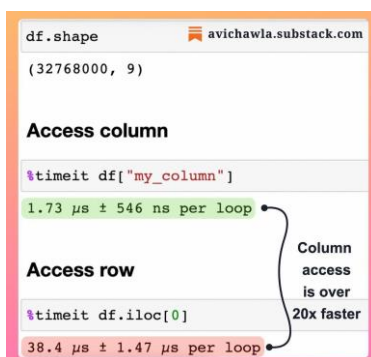 df.shape
avichawla.substack.com
(32768000, 9)
Access column
%timeit df["my_column"]
1.73 µs ± 546 ns per loop
Column
access
is over
20x faster
Access row
%timeit df.iloc[0]
38.4 µs ± 1.47 µs per loop